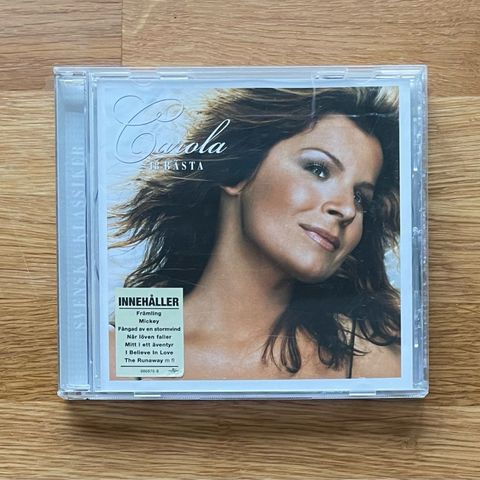 Carola
18 BÄSTA
SVENSKA KLASSIKER
INNEHÅLLER
Främling
Mickey
Fångad av en stormvind
När löven faller
Mitt i ett äventyr
I Believe In Love
The Runaway m fl